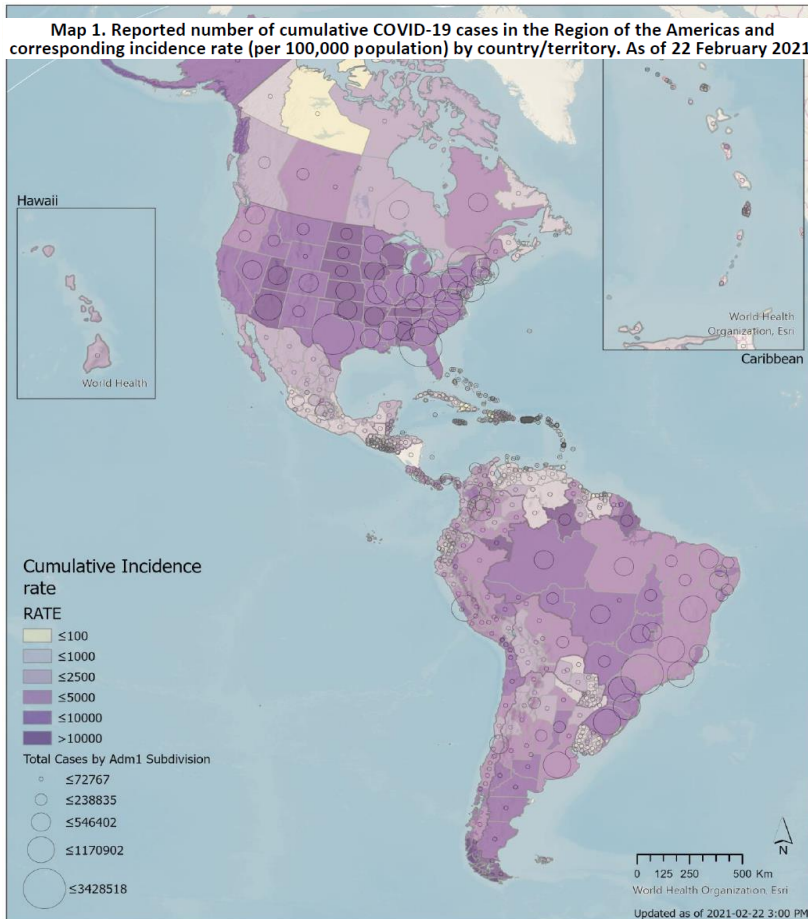 Map 1. Reported number of cumulative COVID-19 cases in the Region of the Americas and
corresponding incidence rate (per 100,000 population) by country/territory. As of 22 February 2021
Hawaii
World Health
World Health
Organization, Esri
Caribbean
Cumulative Incidence
rate
RATE
≤100
≤1000
≤2500
≤5000
≤10000
>10000
Total Cases by Adm1 Subdivision
≤72767
≤238835
≤546402
≤1170902
≤3428518
N
0 125 250 500 Km
World Health Organization, Esri
Updated as of 2021-02-22 3:00 PM